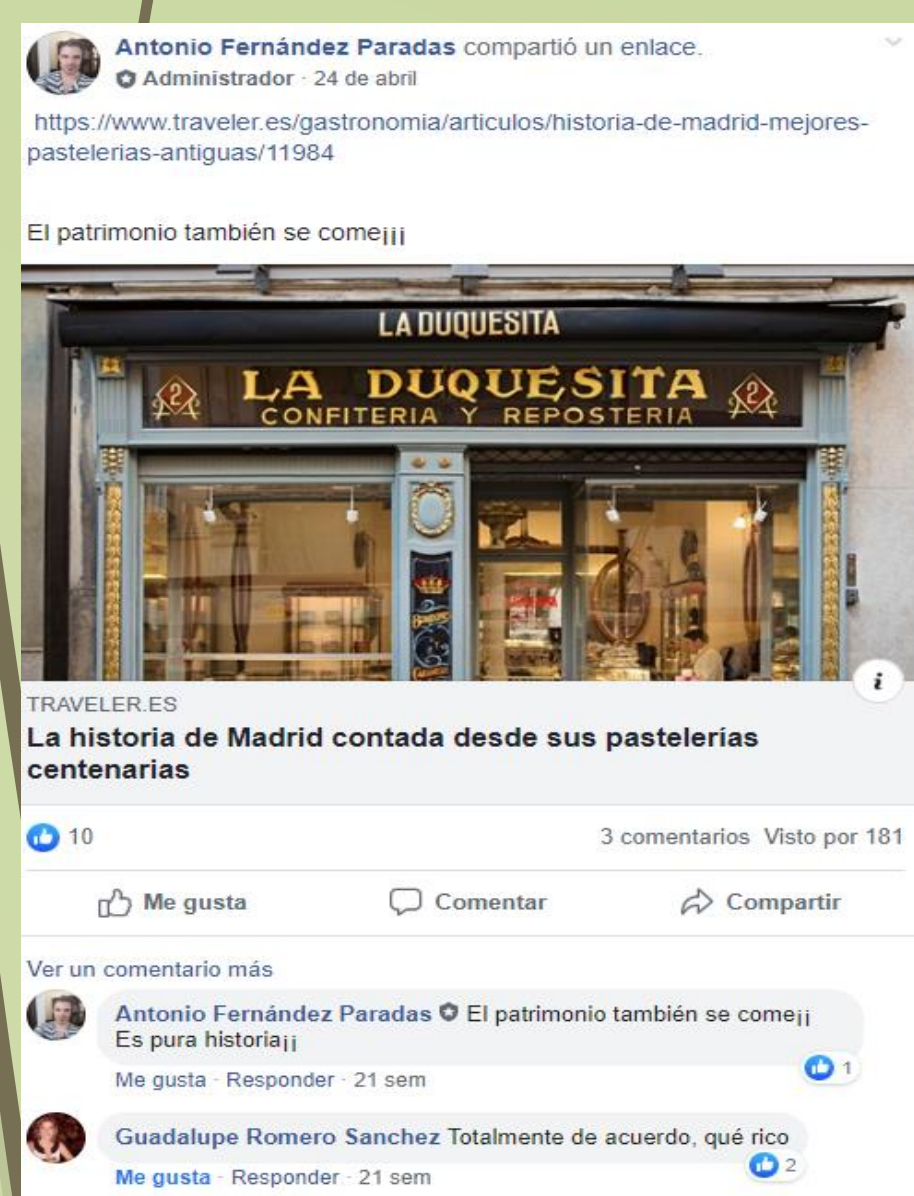 Antonio Fernández Paradas compartió un enlace.
Administrador · 24 de abril
https://www.traveler.es/gastronomia/articulos/historia-de-madrid-mejores-
pastelerias-antiguas/11984
El patrimonio también se come¡¡¡
LA DUQUESITA
2 LA DUQUESITA 2
CONFITERIA Y REPOSTERIA
TRAVELER.ES
La historia de Madrid contada desde sus pastelerías
centenarias
10 3 comentarios Visto por 181
Me gusta Comentar Compartir
Ver un comentario más
Antonio Fernández Paradas El patrimonio también se come¡¡
Es pura historia¡¡
1
Me gusta · Responder · 21 sem
Guadalupe Romero Sanchez Totalmente de acuerdo, qué rico
2
Me gusta · Responder · 21 sem